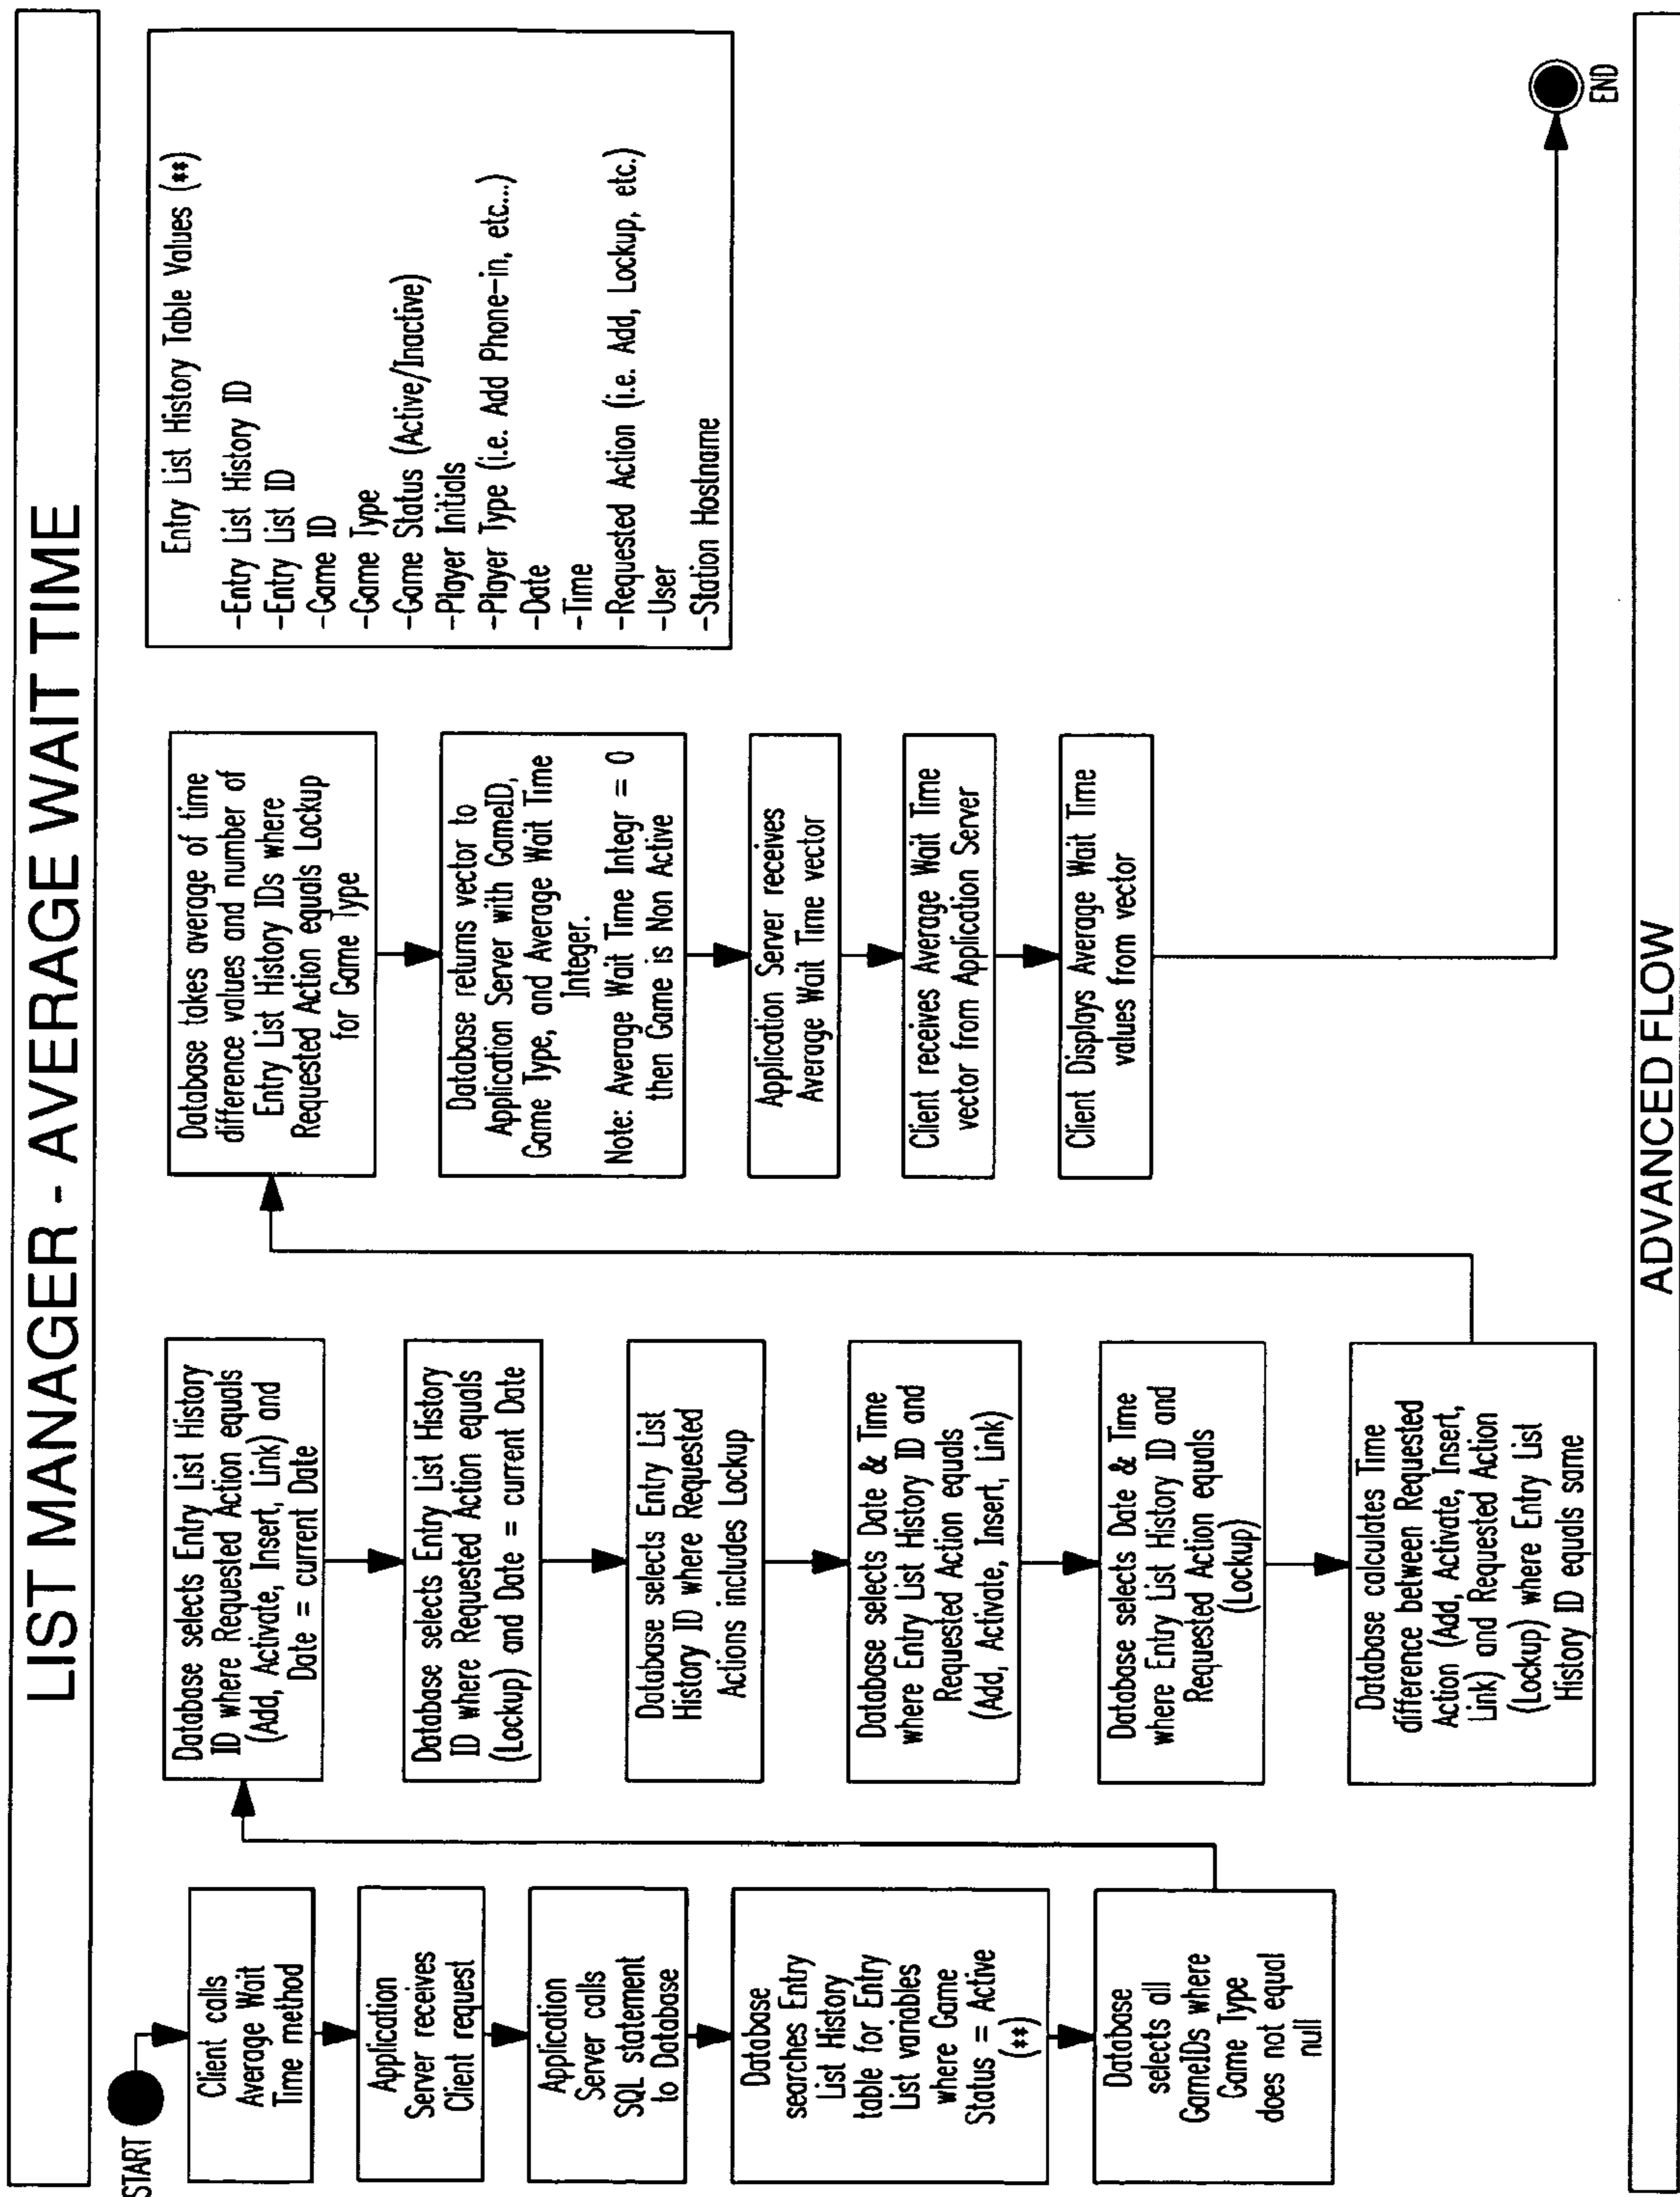 LIST MANAGER - AVERAGE WAIT TIME
START
Client calls
Average Wait
Time method
Application
Server receives
Client request
Application
Server calls
SQL statement
to Database
Database
searches Entry
List History
table for Entry
List variables
where Game
Status = Active
(**)
Database
selects all
GameIDs where
Game Type
does not equal
null
Database selects Entry List History
ID where Requested Action equals
(Add, Activate, Insert, Link) and
Date = current Date
Database selects Entry List History
ID where Requested Action equals
(Lockup) and Date = current Date
Database selects Entry List
History ID where Requested
Actions includes Lockup
Database selects Date & Time
where Entry List History ID and
Requested Action equals
(Add, Activate, Insert, Link)
Database selects Date & Time
where Entry List History ID and
Requested Action equals
(Lockup)
Database calculates Time
difference between Requested
Action (Add, Activate, Insert,
Link) and Requested Action
(Lockup) where Entry List
History ID equals same
Database takes average of time
difference values and number of
Entry List History IDs where
Requested Action equals Lockup
for Game Type
Database returns vector to
Application Server with GameID,
Game Type, and Average Wait Time
Integer.
Note: Average Wait Time Integr = 0
then Game is Non Active
Application Server receives
Average Wait Time vector
Client receives Average Wait Time
vector from Application Server
Client Displays Average Wait Time
values from vector
Entry List History Table Values (**)
-Entry List History ID
-Entry List ID
-Game ID
-Game Type
-Game Status (Active/Inactive)
-Player Initials
-Player Type (i.e. Add Phone-in, etc...)
-Date
-Time
-Requested Action (i.e. Add, Lockup, etc.)
-User
-Station Hostname
END
ADVANCED FLOW